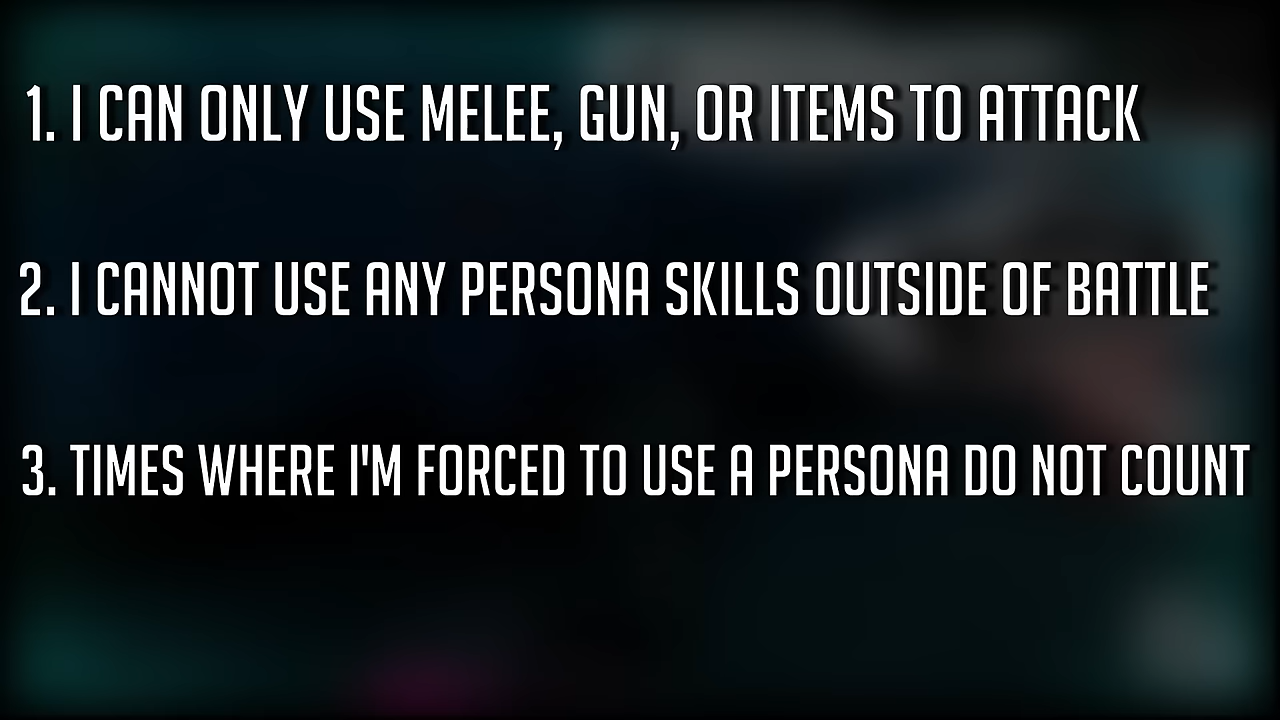 1. I CAN ONLY USE MELEE, GUN, OR ITEMS TO ATTACK
2. I CANNOT USE ANY PERSONA SKILLS OUTSIDE OF BATTLE
3. TIMES WHERE I'M FORCED TO USE A PERSONA DO NOT COUNT